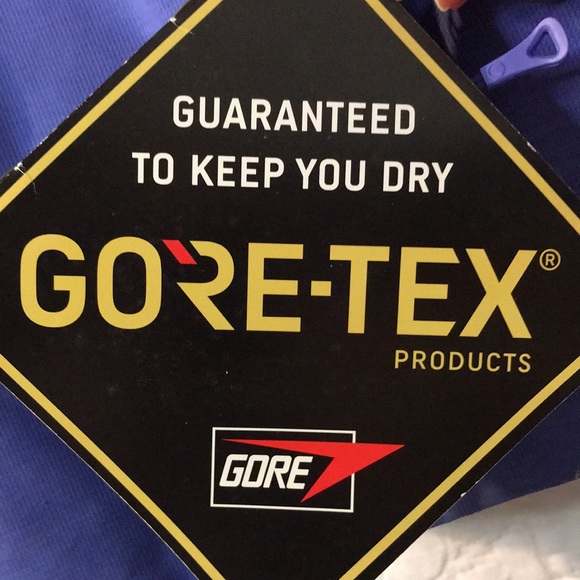 GUARANTEED
TO KEEP YOU DRY
GORE-TEX®
PRODUCTS
GORE